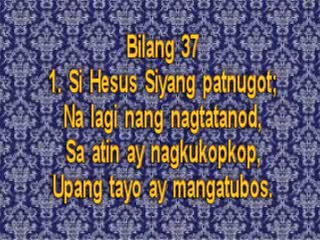 Bilang 37
1. Si Hesus Siyang patnugot;
Na lagi nang nagtatanod,
Sa atin ay nagkukopkop,
Upang tayo ay mangatubos.